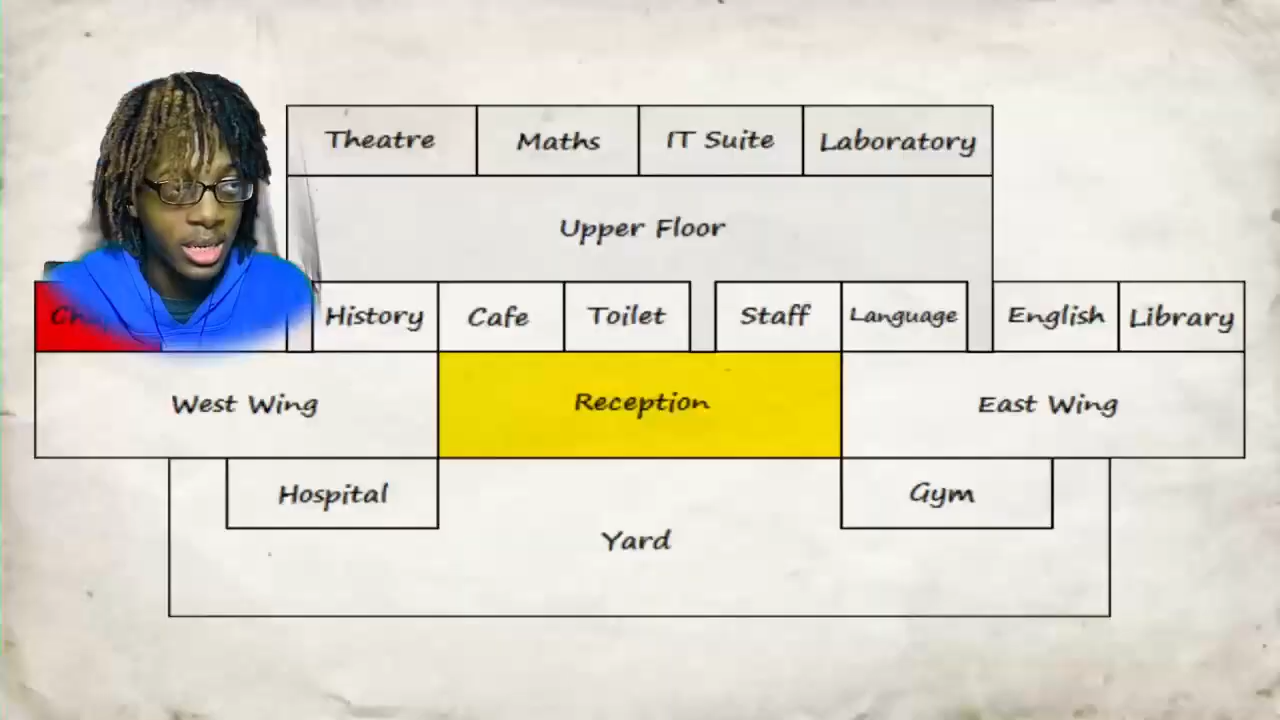 Theatre Maths IT Suite Laboratory
Upper Floor
History Cafe Toilet Staff Language English Library
West Wing Reception East Wing
Hospital Gym
Yard